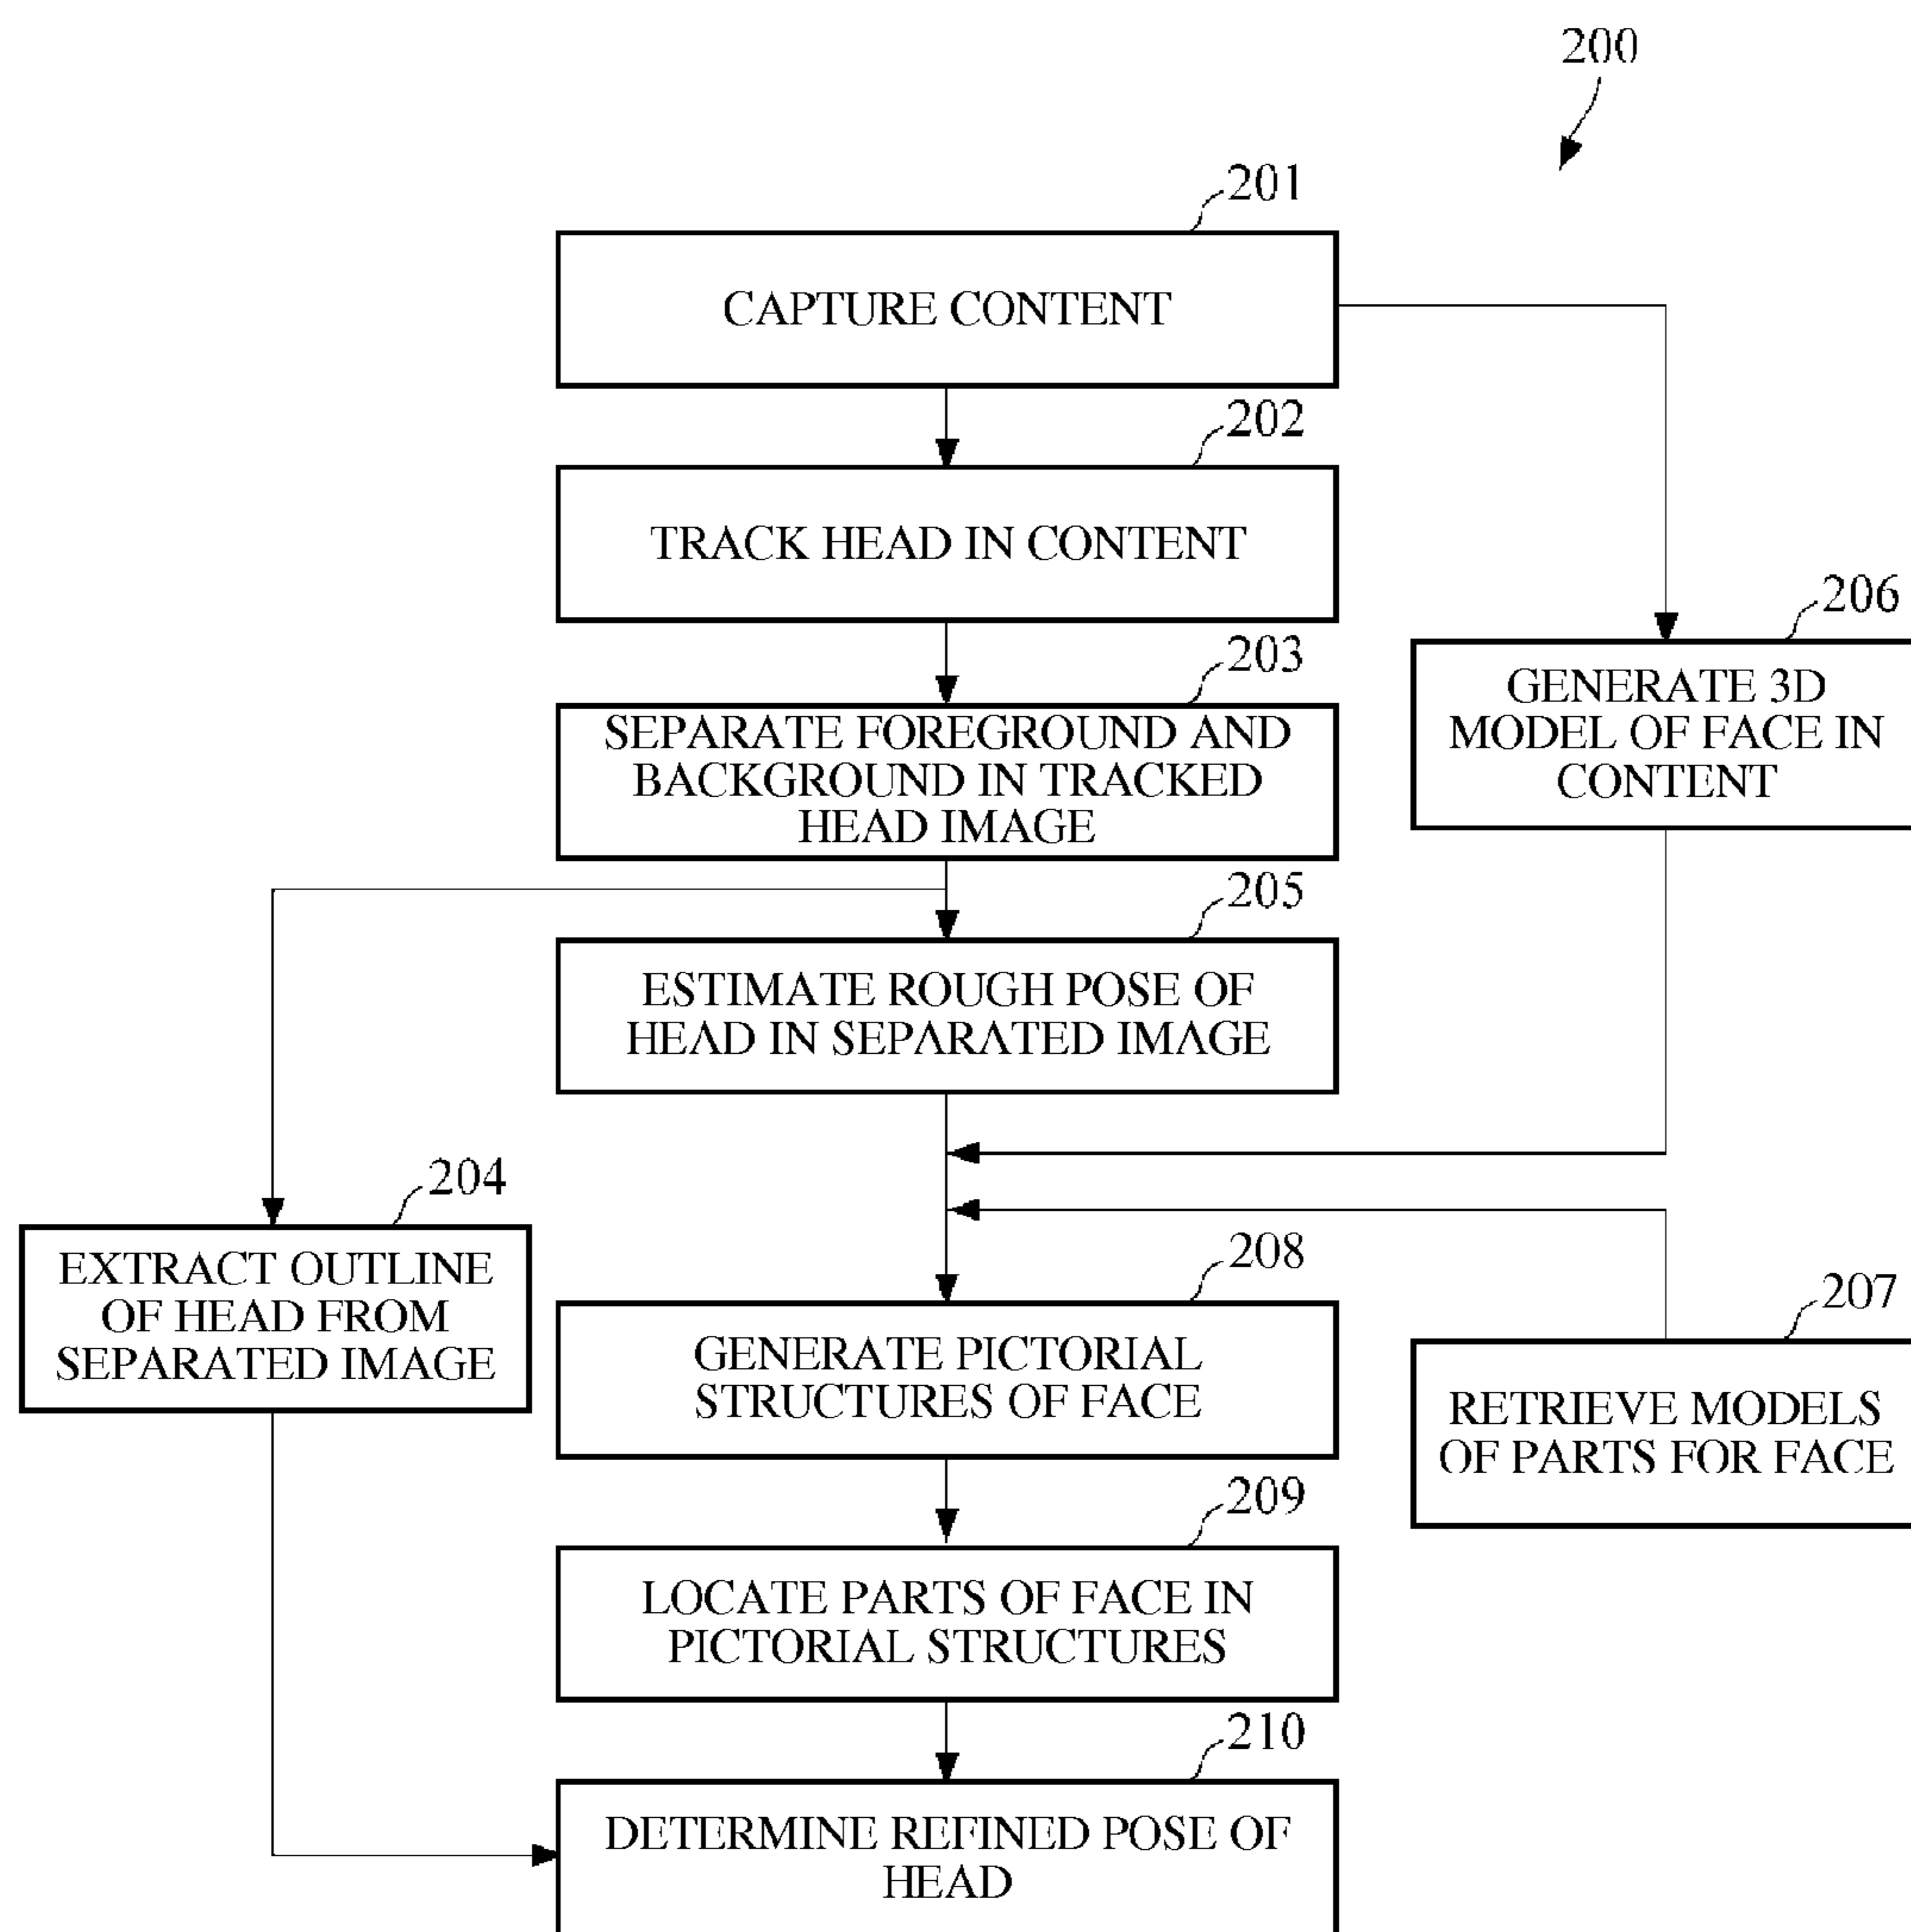 200
201
CAPTURE CONTENT
202
TRACK HEAD IN CONTENT
203
SEPARATE FOREGROUND AND
BACKGROUND IN TRACKED
HEAD IMAGE
206
GENERATE 3D
MODEL OF FACE IN
CONTENT
205
ESTIMATE ROUGH POSE OF
HEAD IN SEPARATED IMAGE
204
EXTRACT OUTLINE
OF HEAD FROM
SEPARATED IMAGE
208
GENERATE PICTORIAL
STRUCTURES OF FACE
207
RETRIEVE MODELS
OF PARTS FOR FACE
209
LOCATE PARTS OF FACE IN
PICTORIAL STRUCTURES
210
DETERMINE REFINED POSE OF
HEAD